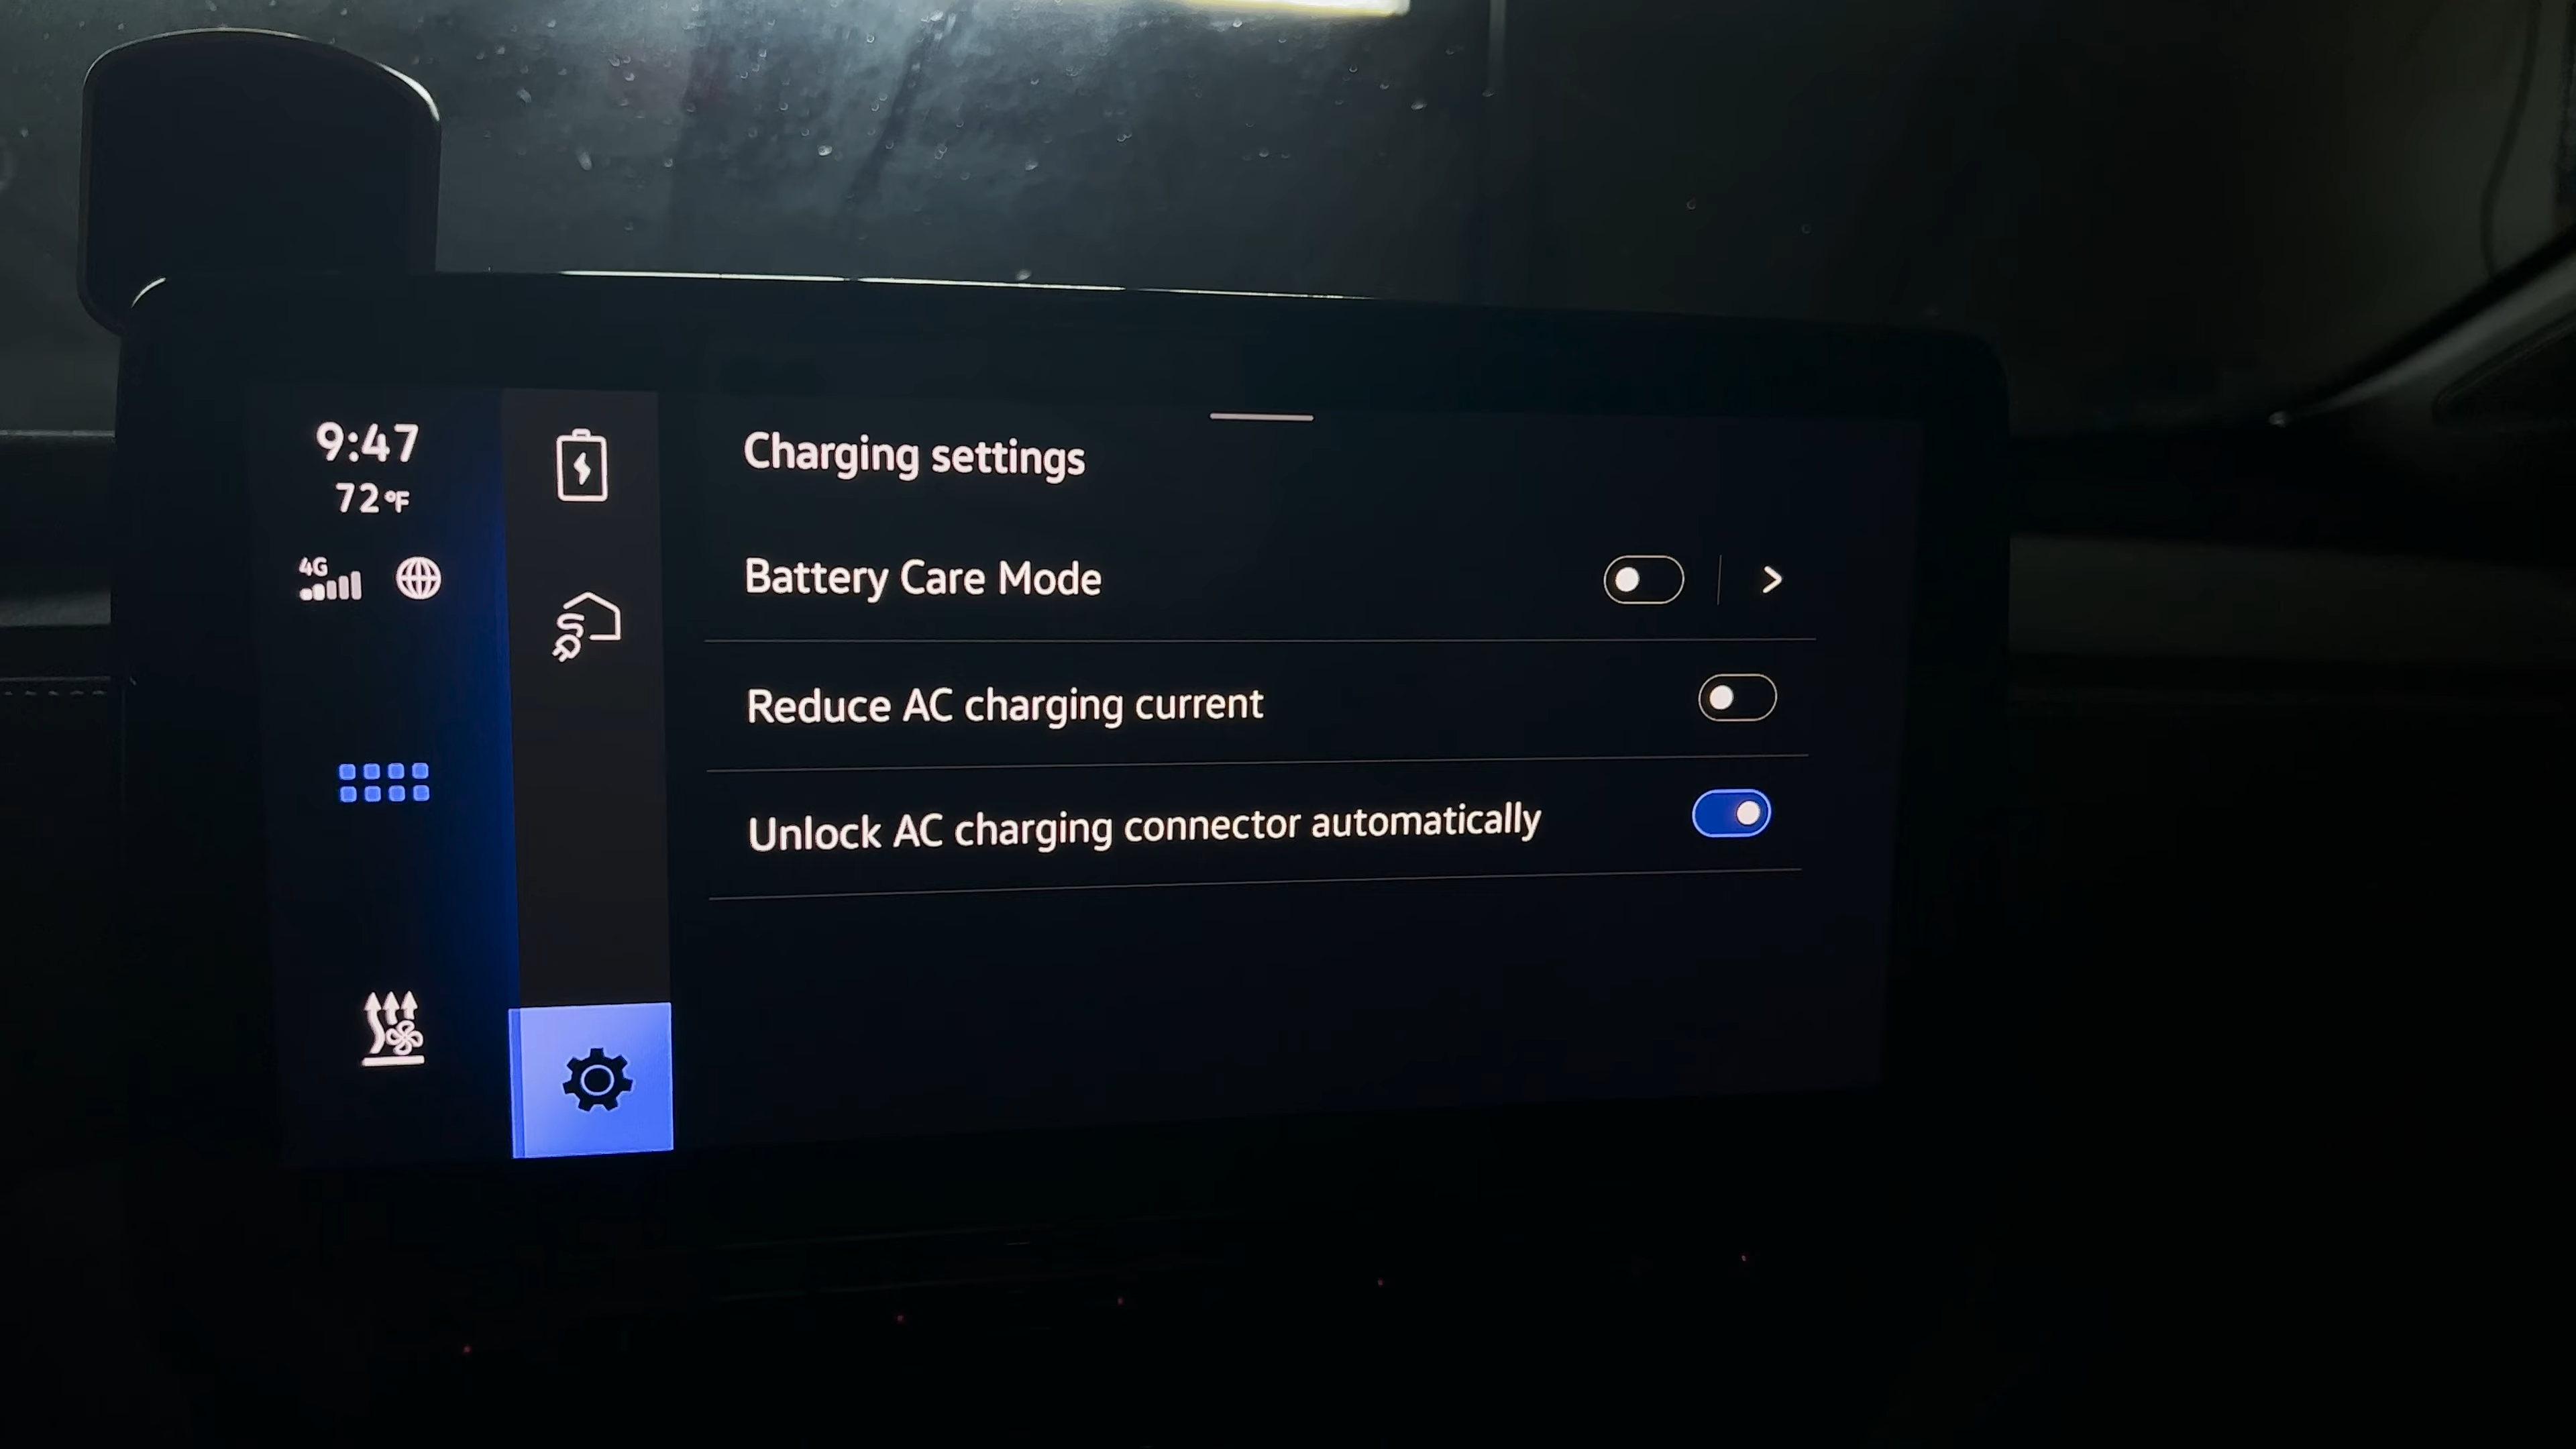 9:47
72°F
4G
Charging settings
Battery Care Mode
Reduce AC charging current
Unlock AC charging connector automatically